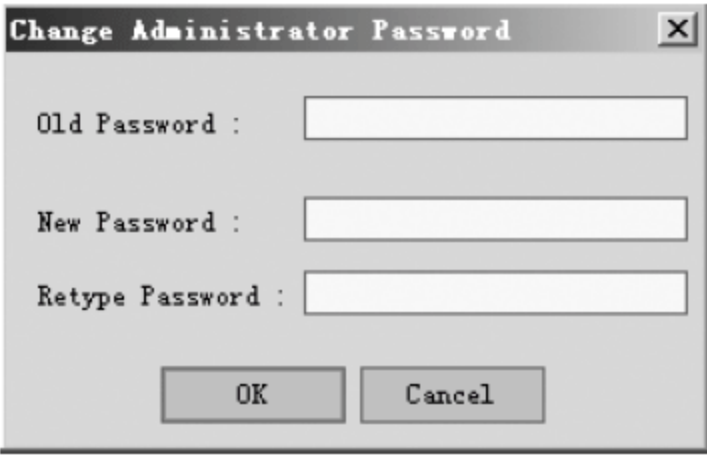 Change Administrator Password
Old Password :
New Password :
Retype Password :
OK Cancel